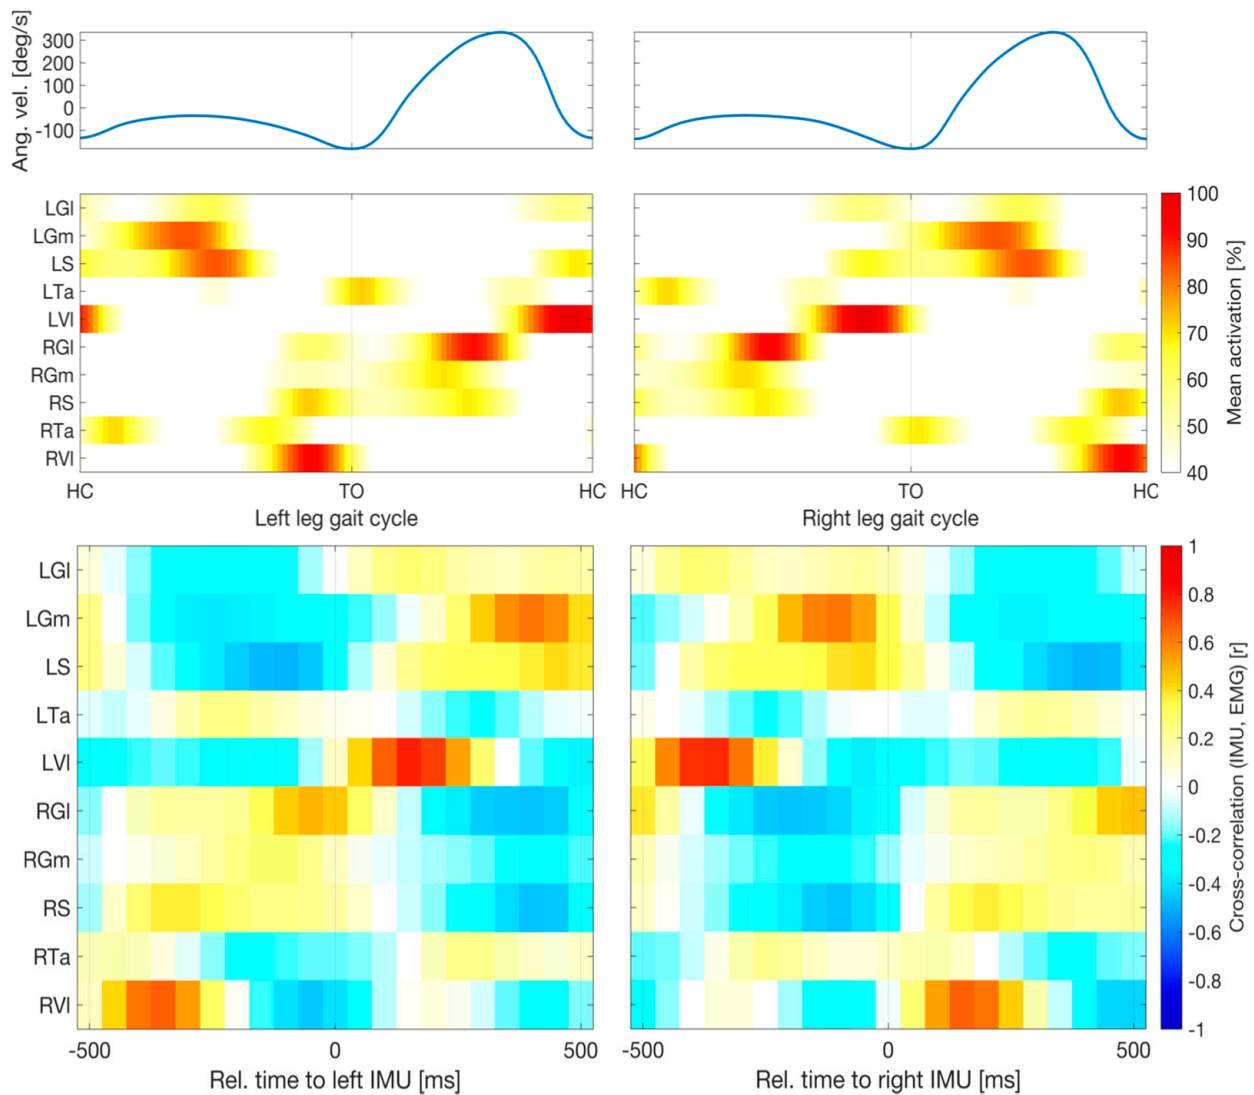 Ang. vel. [deg/s]
300
200
100
0
-100
LGl
LGm
LS
LTa
LVl
RGl
RGm
RS
RTa
RVl
HC
TO
HC
Left leg gait cycle
HC
TO
HC
Right leg gait cycle
100
90
80
70
60
50
40
Mean activation [%]
LGl
LGm
LS
LTa
LVl
RGl
RGm
RS
RTa
RVl
-500
0
500
Rel. time to left IMU [ms]
-500
0
500
Rel. time to right IMU [ms]
1
0.8
0.6
0.4
0.2
0
-0.2
-0.4
-0.6
-0.8
-1
Cross-correlation (IMU, EMG) [r]